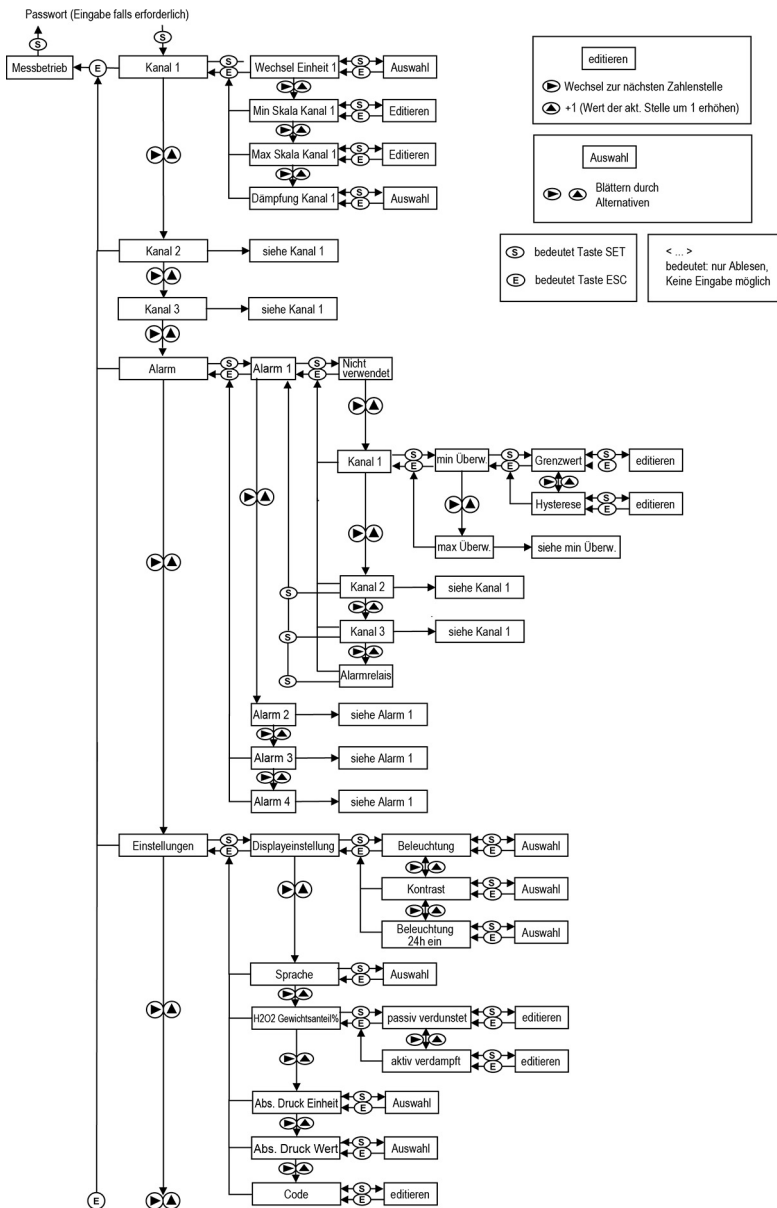 Passwort (Eingabe falls erforderlich)
S S
Messbetrieb E Kanal 1 S E Wechsel Einheit 1 S E Auswahl
Min Skala Kanal 1 S E Editieren
Max Skala Kanal 1 S E Editieren
Dämpfung Kanal 1 S E Auswahl
editieren
Wechsel zur nächsten Zahlenstelle
+1 (Wert der akt. Stelle um 1 erhöhen)
Auswahl
Blättern durch
Alternativen
S bedeutet Taste SET
E bedeutet Taste ESC
< ... >
bedeutet: nur Ablesen,
Keine Eingabe möglich
Kanal 2 siehe Kanal 1
Kanal 3 siehe Kanal 1
Alarm S E Alarm 1 S E Nicht
verwendet
Kanal 1 S E min Überw. S E Grenzwert S E editieren
Hysterese S E editieren
max Überw. siehe min Überw.
S Kanal 2 siehe Kanal 1
S Kanal 3 siehe Kanal 1
S Alarmrelais
Alarm 2 siehe Alarm 1
Alarm 3 siehe Alarm 1
Alarm 4 siehe Alarm 1
Einstellungen S E Displayeinstellung S E Beleuchtung S E Auswahl
Kontrast S E Auswahl
Beleuchtung
24h ein S E Auswahl
Sprache S E Auswahl
H2O2 Gewichtsanteil% S E passiv verdunstet S E editieren
aktiv verdampft S E editieren
Abs. Druck Einheit S E Auswahl
Abs. Druck Wert S E Auswahl
Code S E editieren
E